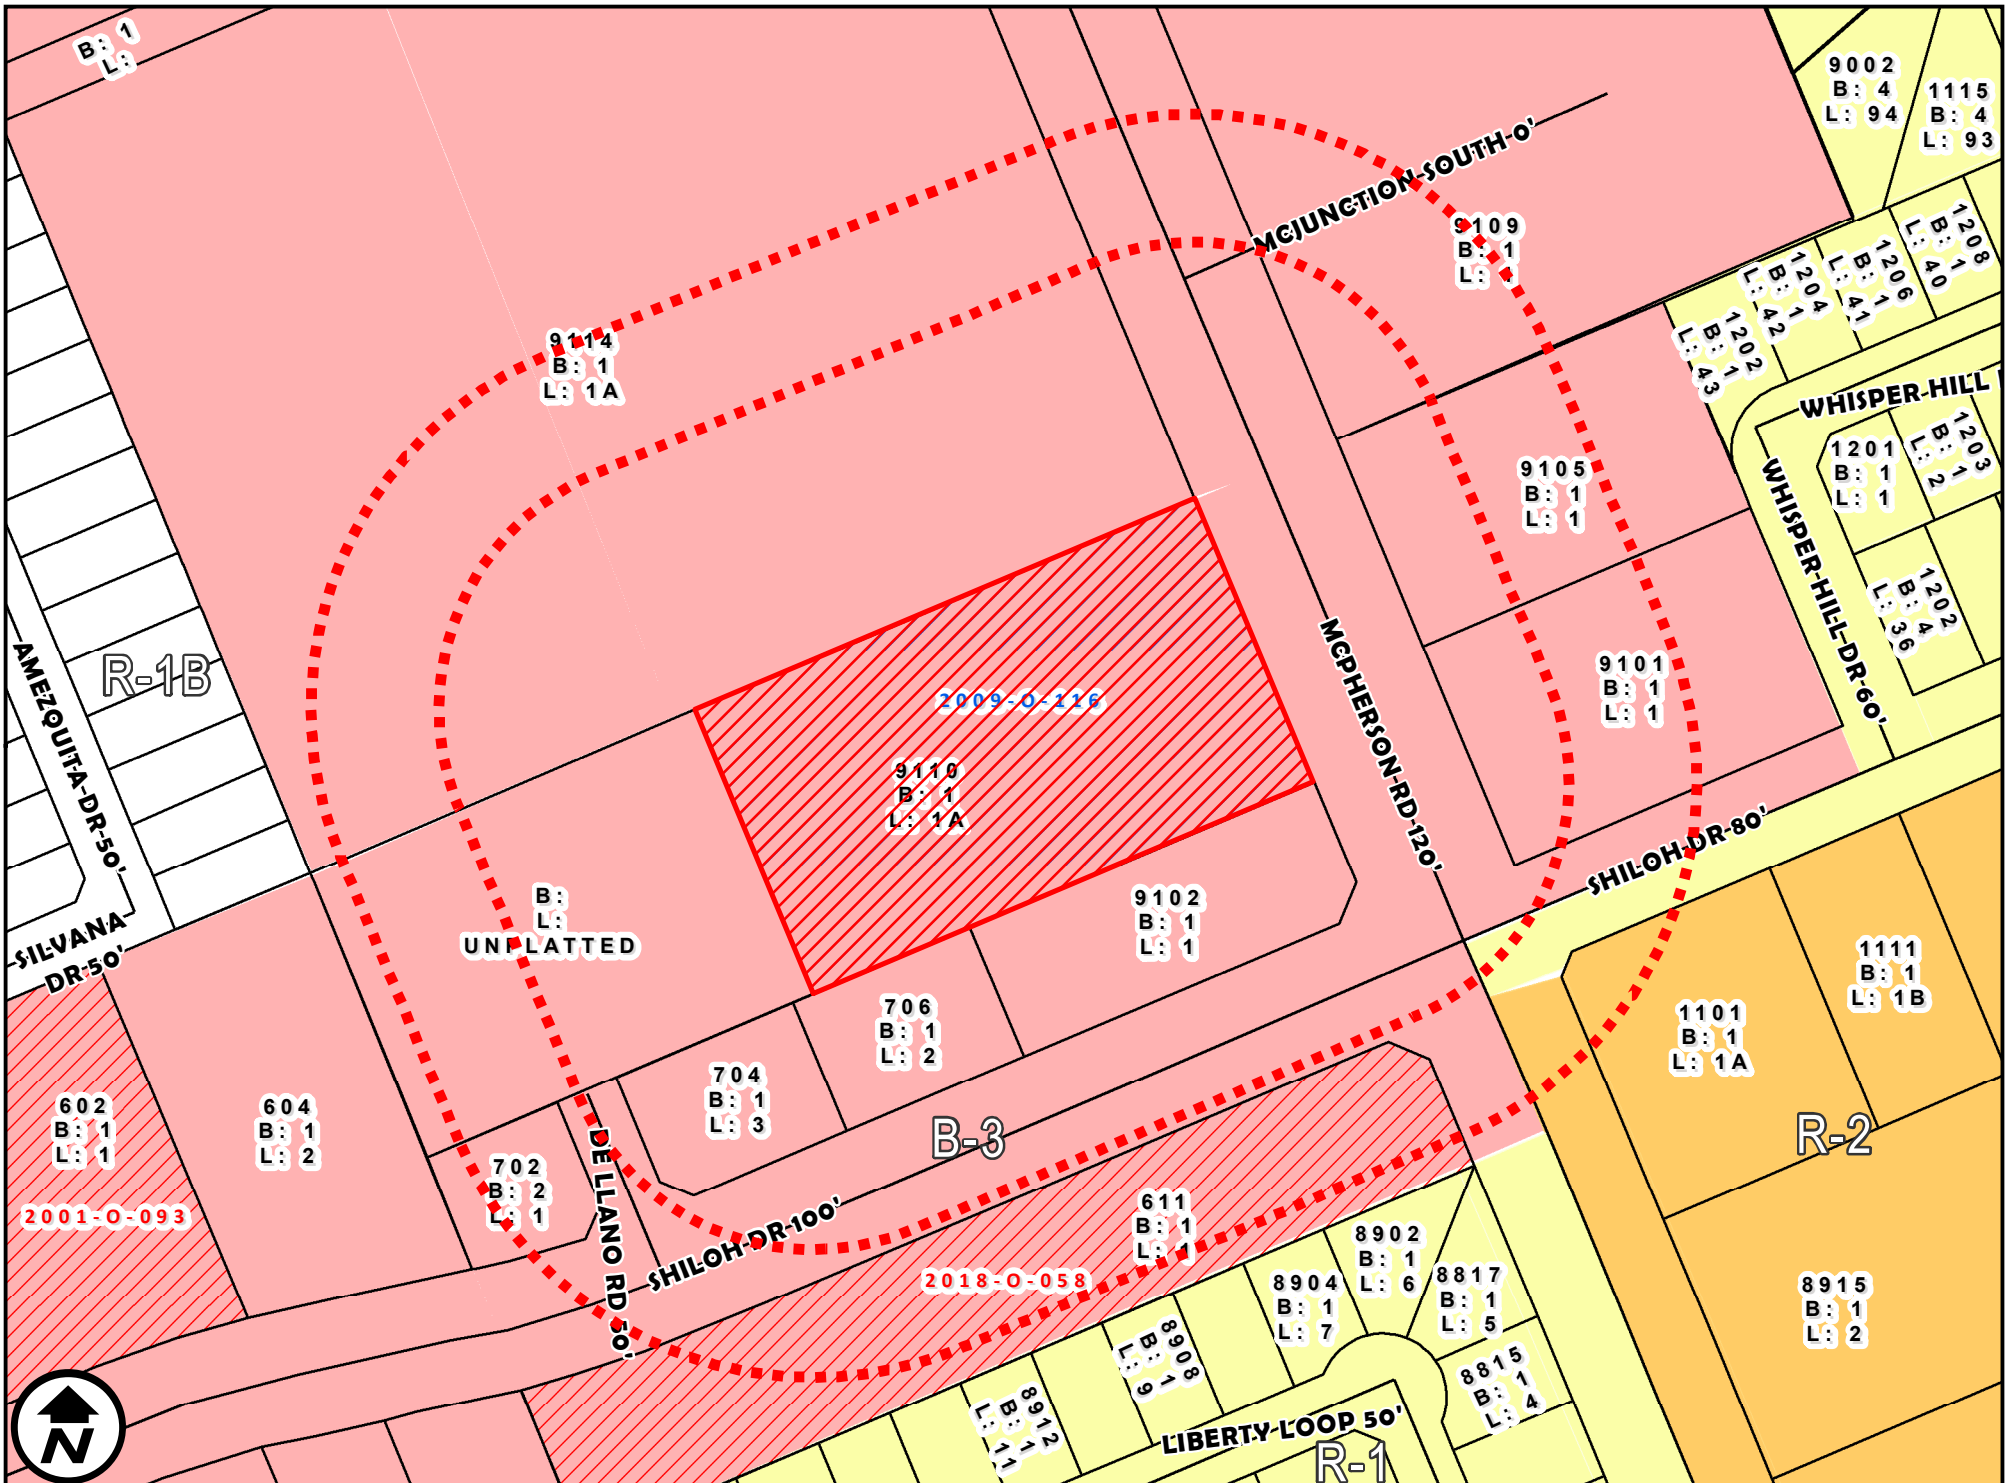 B: 1
L:
9002
B: 4
L: 94
1115
B: 4
L: 93
MCJUNCTION SOUTH 0'
9109
B: 1
L: 1
1208
B: 1
L: 40
1206
B: 1
L: 41
1204
B: 1
L: 42
1202
B: 1
L: 43
9114
B: 1
L: 1A
WHISPER HILL
1203
B: 1
L: 2
1201
B: 1
L: 1
9105
B: 1
L: 1
WHISPER HILL DR 60'
1202
B: 4
L: 36
R-1B
AMEZQUITA DR 50'
2009-O-116
MCPHERSON RD 120'
9101
B: 1
L: 1
9110
B: 1
L: 1A
SHILOH DR 80'
B:
L:
UNPLATTED
9102
B: 1
L: 1
SILVANA
DR 50'
1111
B: 1
L: 1B
706
B: 1
L: 2
1101
B: 1
L: 1A
704
B: 1
L: 3
602
B: 1
L: 1
604
B: 1
L: 2
B-3
R-2
702
B: 2
L: 1
DE LLANO RD 50'
2001-O-093
SHILOH DR 100'
611
B: 1
L: 1
2018-O-058
8902
B: 1
L: 6
8904
B: 1
L: 7
8817
B: 1
L: 5
8915
B: 1
L: 2
8908
B: 1
L: 9
8815
B: 1
L: 4
8912
B: 1
L: 11
LIBERTY LOOP 50'
R-1
N